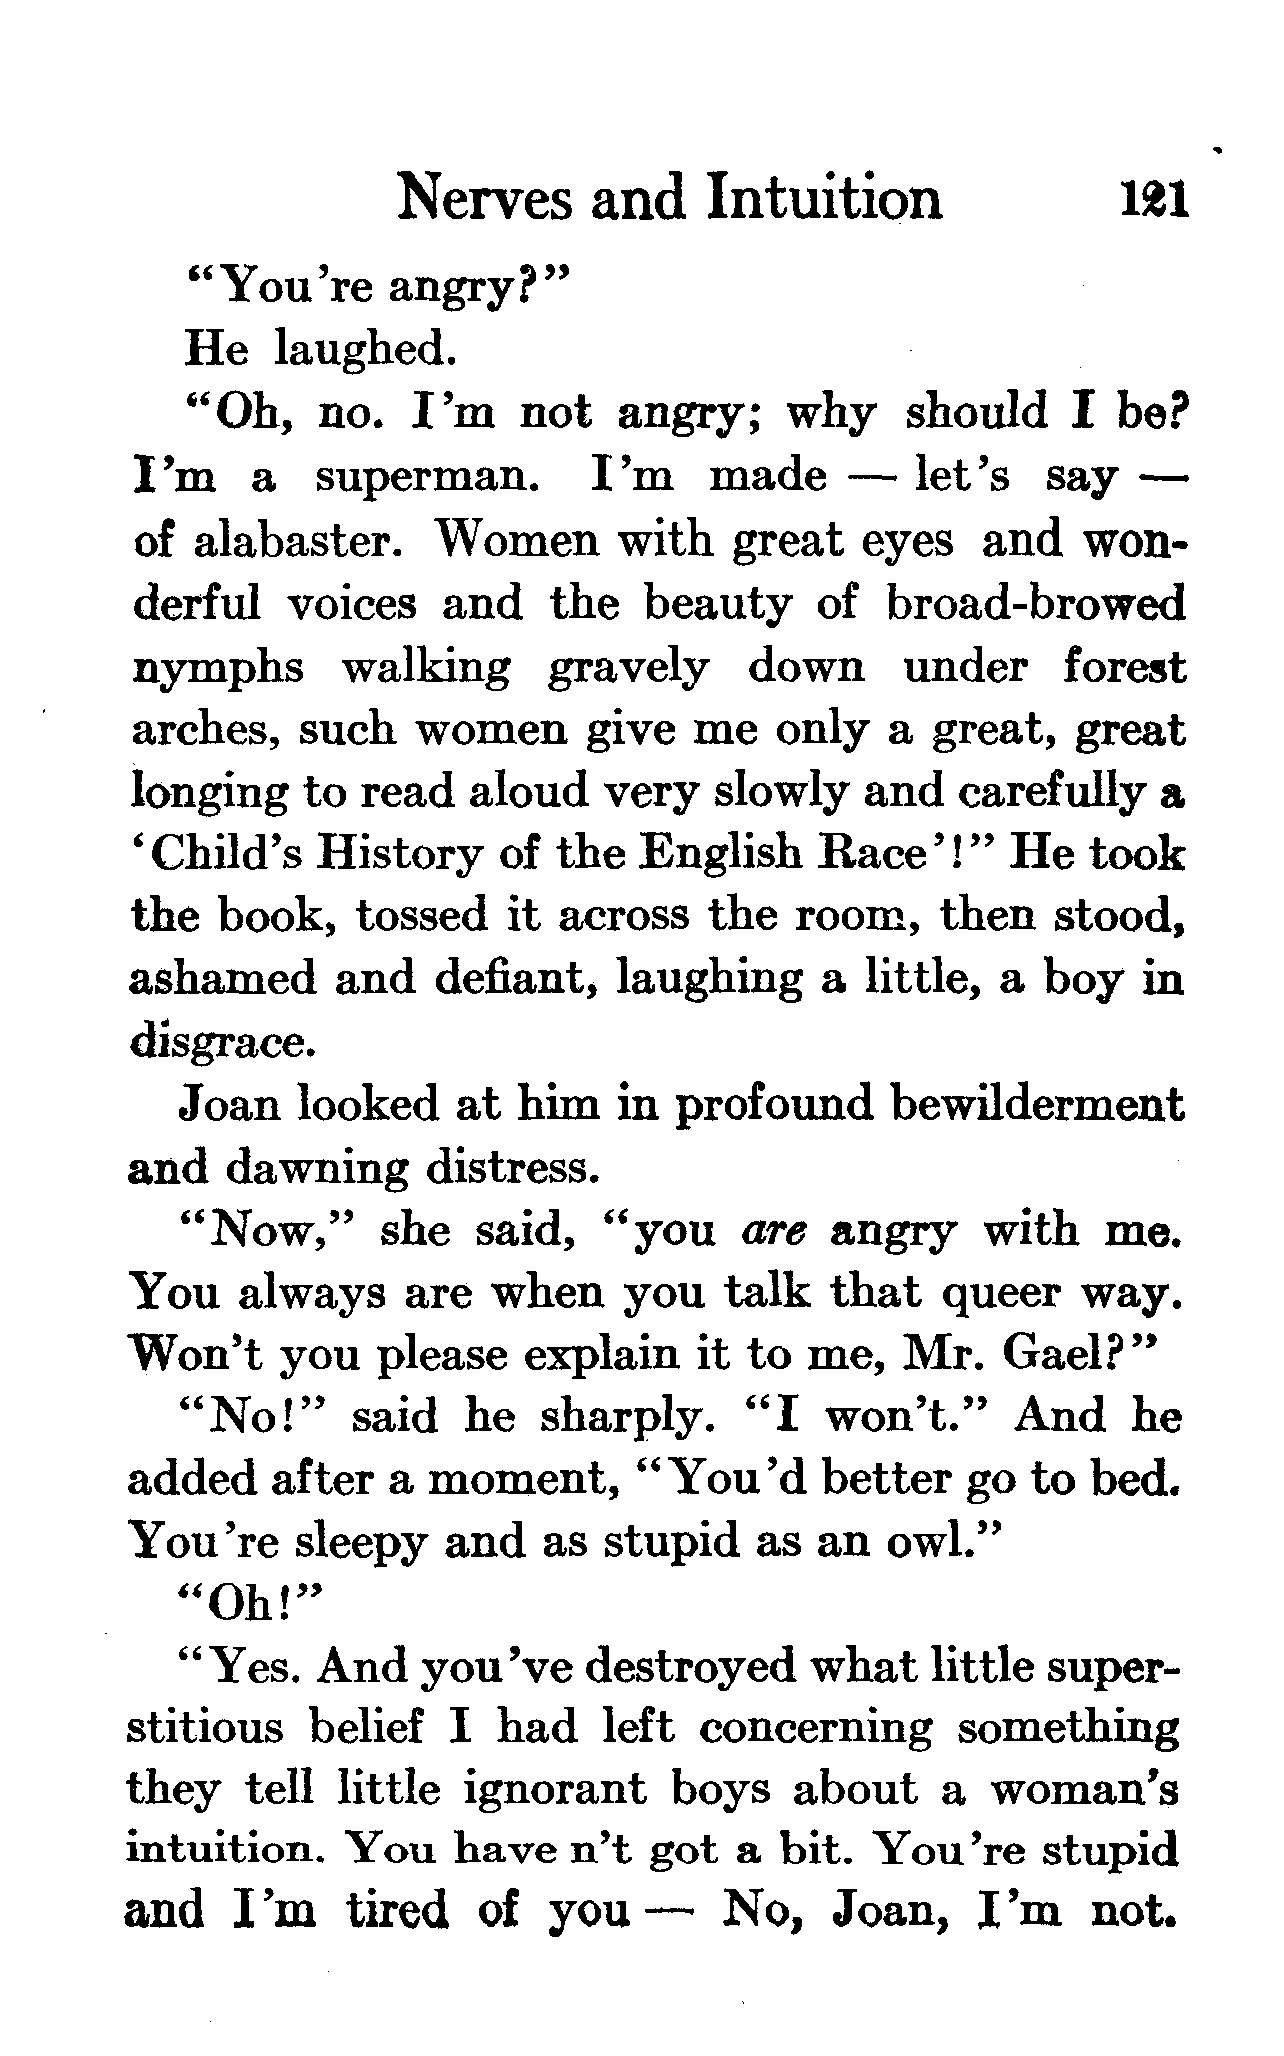 Nerves and Intuition 121
“You’re angry?”
He laughed.
“Oh, no. I’m not angry; why should I be?
I’m a superman. I’m made — let’s say —
of alabaster. Women with great eyes and won-
derful voices and the beauty of broad-browed
nymphs walking gravely down under forest
arches, such women give me only a great, great
longing to read aloud very slowly and carefully a
‘Child’s History of the English Race’!” He took
the book, tossed it across the room, then stood,
ashamed and defiant, laughing a little, a boy in
disgrace.
Joan looked at him in profound bewilderment
and dawning distress.
“Now,” she said, “you are angry with me.
You always are when you talk that queer way.
Won’t you please explain it to me, Mr. Gael?”
“No!” said he sharply. “I won’t.” And he
added after a moment, “You’d better go to bed.
You’re sleepy and as stupid as an owl.”
“Oh!”
“Yes. And you’ve destroyed what little super-
stitious belief I had left concerning something
they tell little ignorant boys about a woman’s
intuition. You have n’t got a bit. You’re stupid
and I’m tired of you — No, Joan, I’m not.